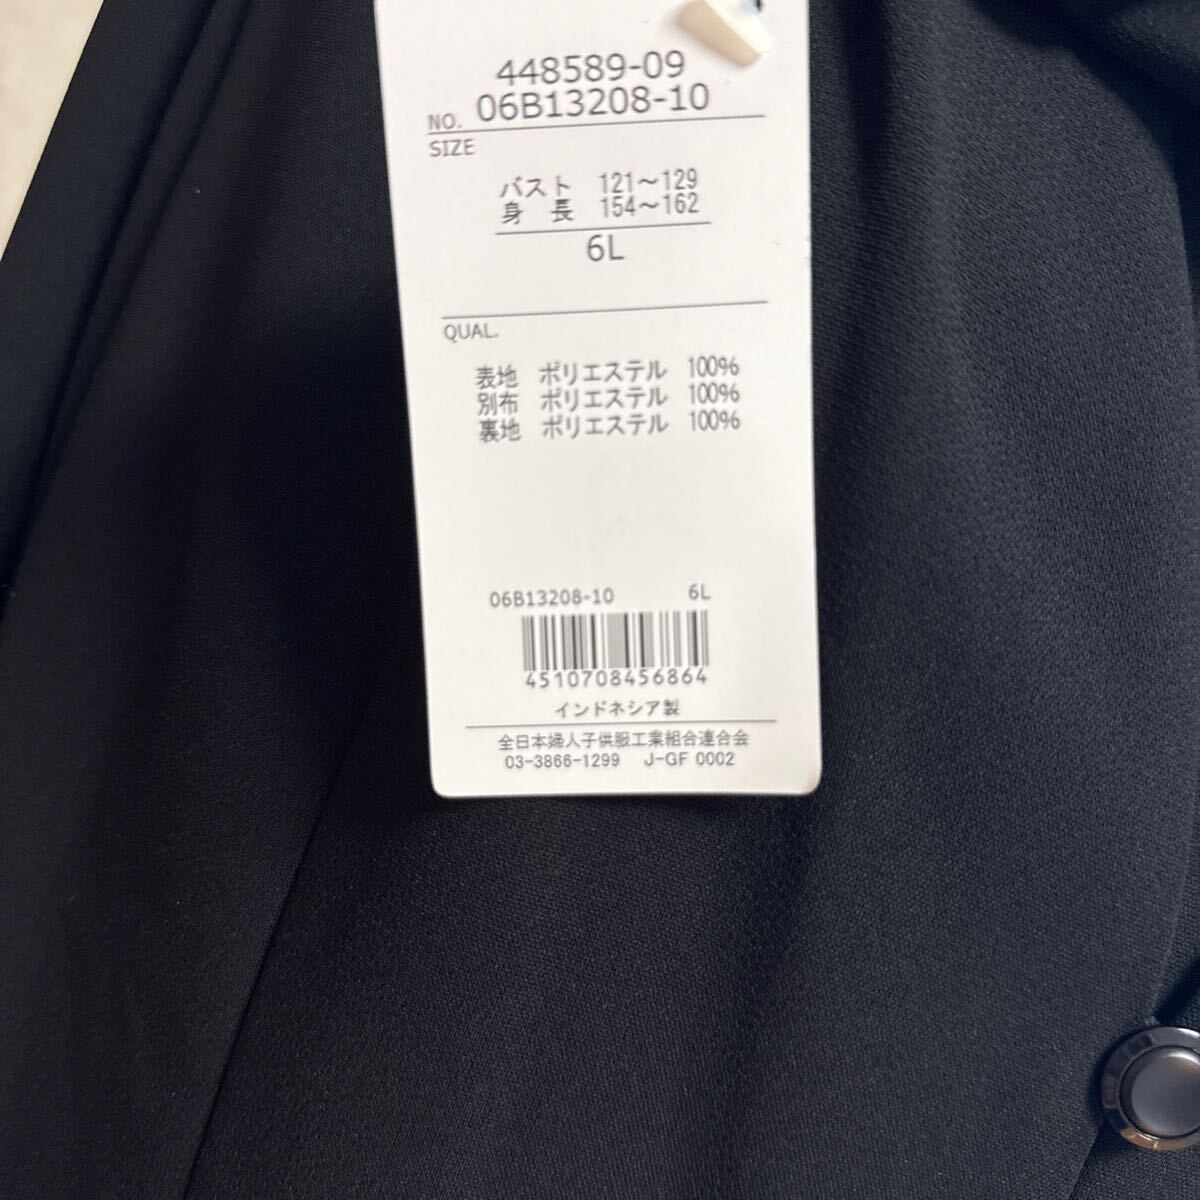 448589-09
NO. 06B13208-10
SIZE
バスト 121～129
身長 154～162
6L
QUAL.
表地 ポリエステル 100%
別布 ポリエステル 100%
裏地 ポリエステル 100%
06B13208-10 6L
4510708456864
インドネシア製
全日本婦人子供服工業組合連合会
03-3866-1299 J-GF 0002